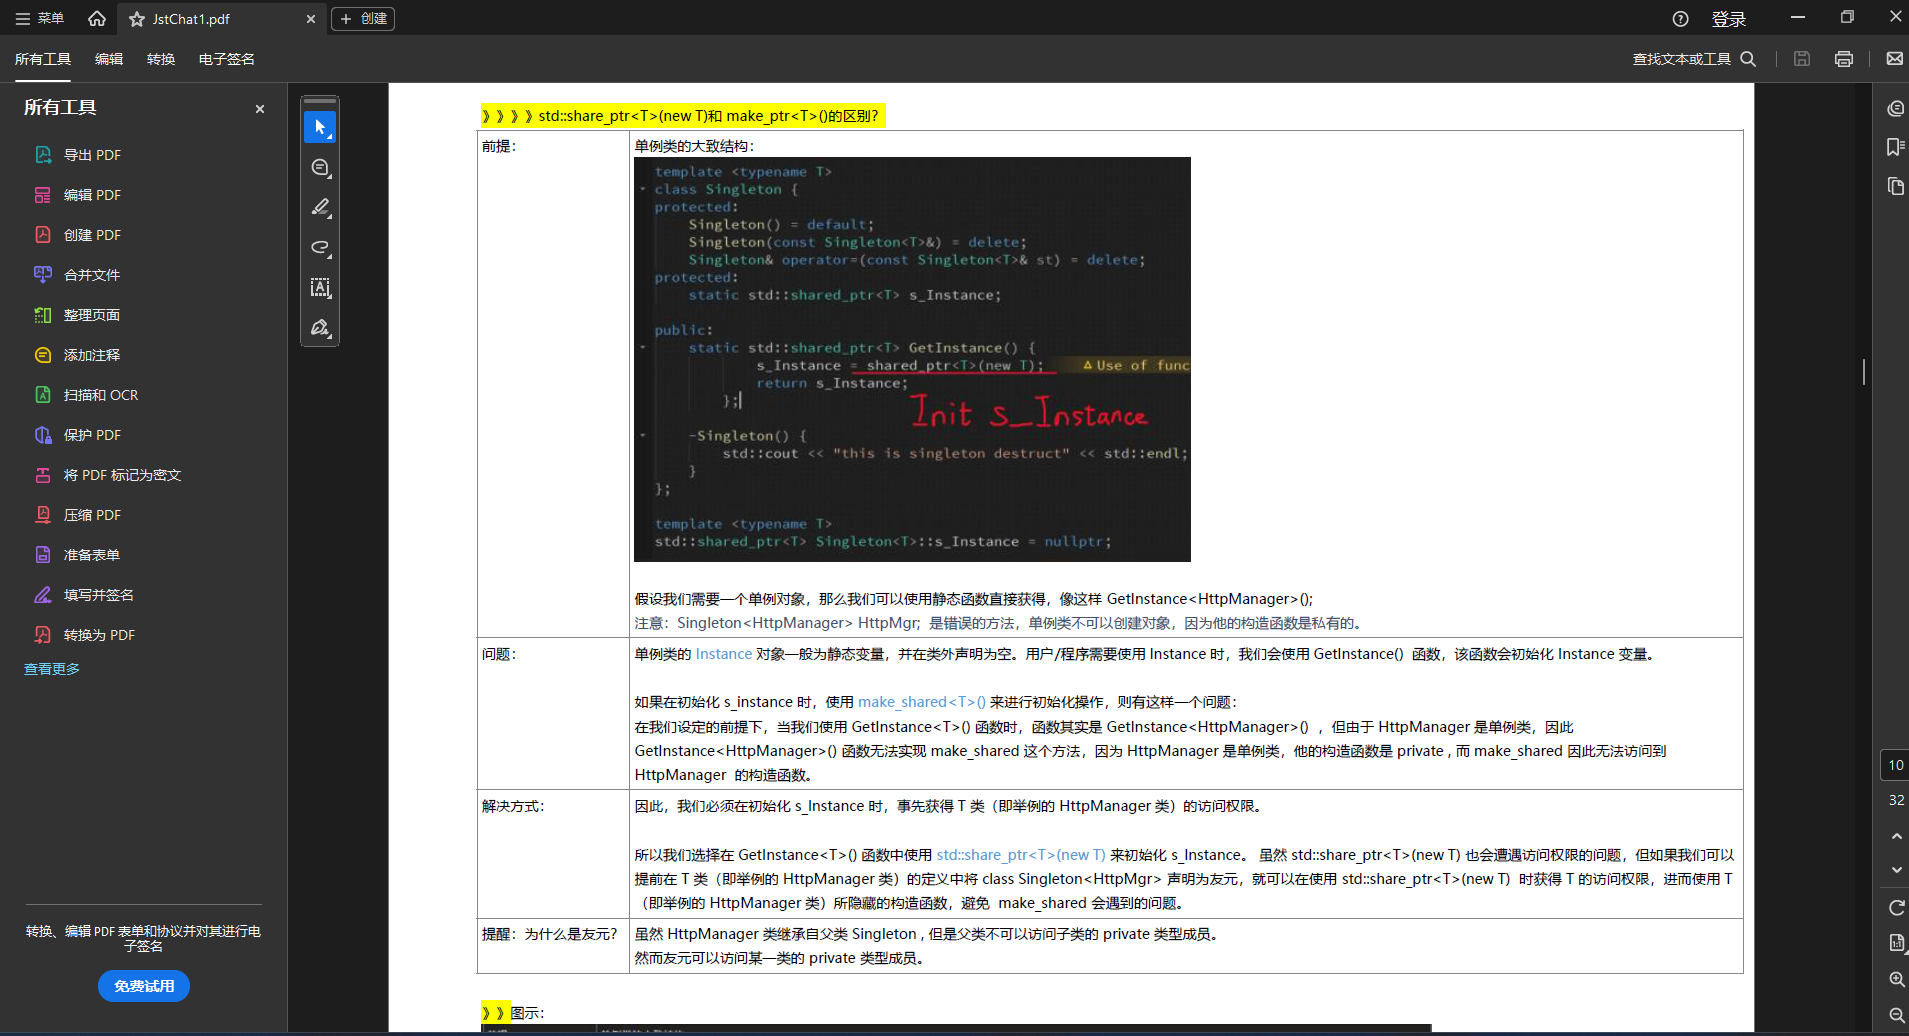 菜单
JstChat1.pdf
创建
登录
所有工具 编辑 转换 电子签名
查找文本或工具
所有工具
导出 PDF
编辑 PDF
创建 PDF
合并文件
整理页面
添加注释
扫描和 OCR
保护 PDF
将 PDF 标记为密文
压缩 PDF
准备表单
填写并签名
转换为 PDF
查看更多
转换、编辑 PDF 表单和协议并对其进行电
子签名
免费试用
》》》》std::share_ptr<T>(new T)和 make_ptr<T>()的区别?
前提：
单例类的大致结构：
template <typename T>
class Singleton {
protected:
Singleton() = default;
Singleton(const Singleton<T>&) = delete;
Singleton& operator=(const Singleton<T>& st) = delete;
protected:
static std::shared_ptr<T> s_Instance;
public:
static std::shared_ptr<T> GetInstance() {
s_Instance = shared_ptr<T>(new T); Use of func
return s_Instance;
};
Init s_Instance
~Singleton() {
std::cout << "this is singleton destruct" << std::endl;
}
};
template <typename T>
std::shared_ptr<T> Singleton<T>::s_Instance = nullptr;
假设我们需要一个单例对象，那么我们可以使用静态函数直接获得，像这样 GetInstance<HttpManager>();
注意：Singleton<HttpManager> HttpMgr; 是错误的方法，单例类不可以创建对象，因为他的构造函数是私有的。
问题：
单例类的 Instance 对象一般为静态变量，并在类外声明为空。用户/程序需要使用 Instance 时，我们会使用 GetInstance() 函数，该函数会初始化 Instance 变量。
如果在初始化 s_instance 时，使用 make_shared<T>() 来进行初始化操作，则有这样一个问题：
在我们设定的前提下，当我们使用 GetInstance<T>() 函数时，函数其实是 GetInstance<HttpManager>() ，但由于 HttpManager 是单例类，因此
GetInstance<HttpManager>() 函数无法实现 make_shared 这个方法，因为 HttpManager 是单例类，他的构造函数是 private , 而 make_shared 因此无法访问到
HttpManager 的构造函数。
解决方式：
因此，我们必须在初始化 s_Instance 时，事先获得 T 类（即举例的 HttpManager 类）的访问权限。
所以我们选择在 GetInstance<T>() 函数中使用 std::share_ptr<T>(new T) 来初始化 s_Instance。 虽然 std::share_ptr<T>(new T) 也会遭遇访问权限的问题，但如果我们可以
提前在 T 类（即举例的 HttpManager 类）的定义中将 class Singleton<HttpMgr> 声明为友元，就可以在使用 std::share_ptr<T>(new T) 时获得 T 的访问权限，进而使用 T
（即举例的 HttpManager 类）所隐藏的构造函数，避免 make_shared 会遇到的问题。
提醒：为什么是友元？
虽然 HttpManager 类继承自父类 Singleton , 但是父类不可以访问子类的 private 类型成员。
然而友元可以访问某一类的 private 类型成员。
》》图示：
10
32